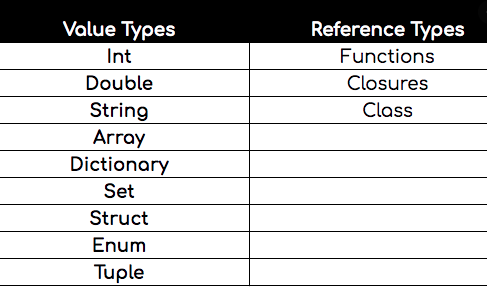 Value Types Reference Types
Int Functions
Double Closures
String Class
Array
Dictionary
Set
Struct
Enum
Tuple